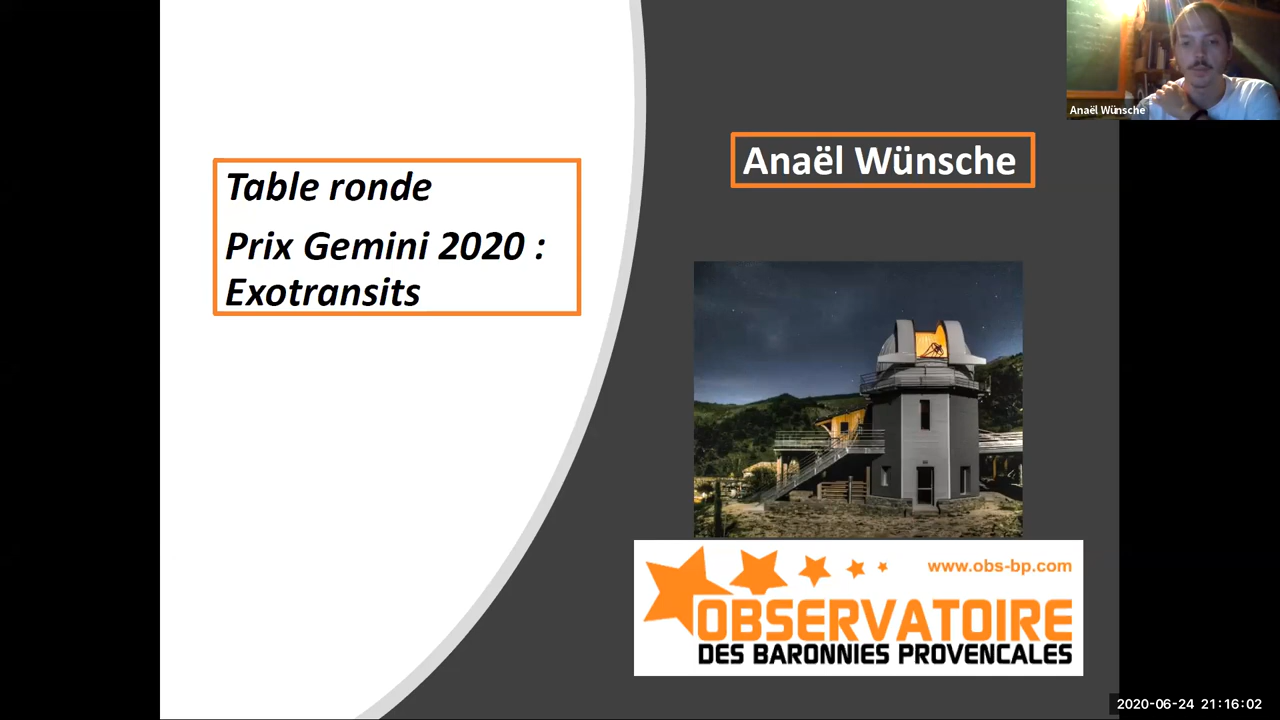 Table ronde
Prix Gemini 2020 :
Exotransits
Anaël Wünsche
Anaël Wünsche
www.obs-bp.com
OBSERVATOIRE
DES BARONNIES PROVENCALES
2020-06-24 21:16:02